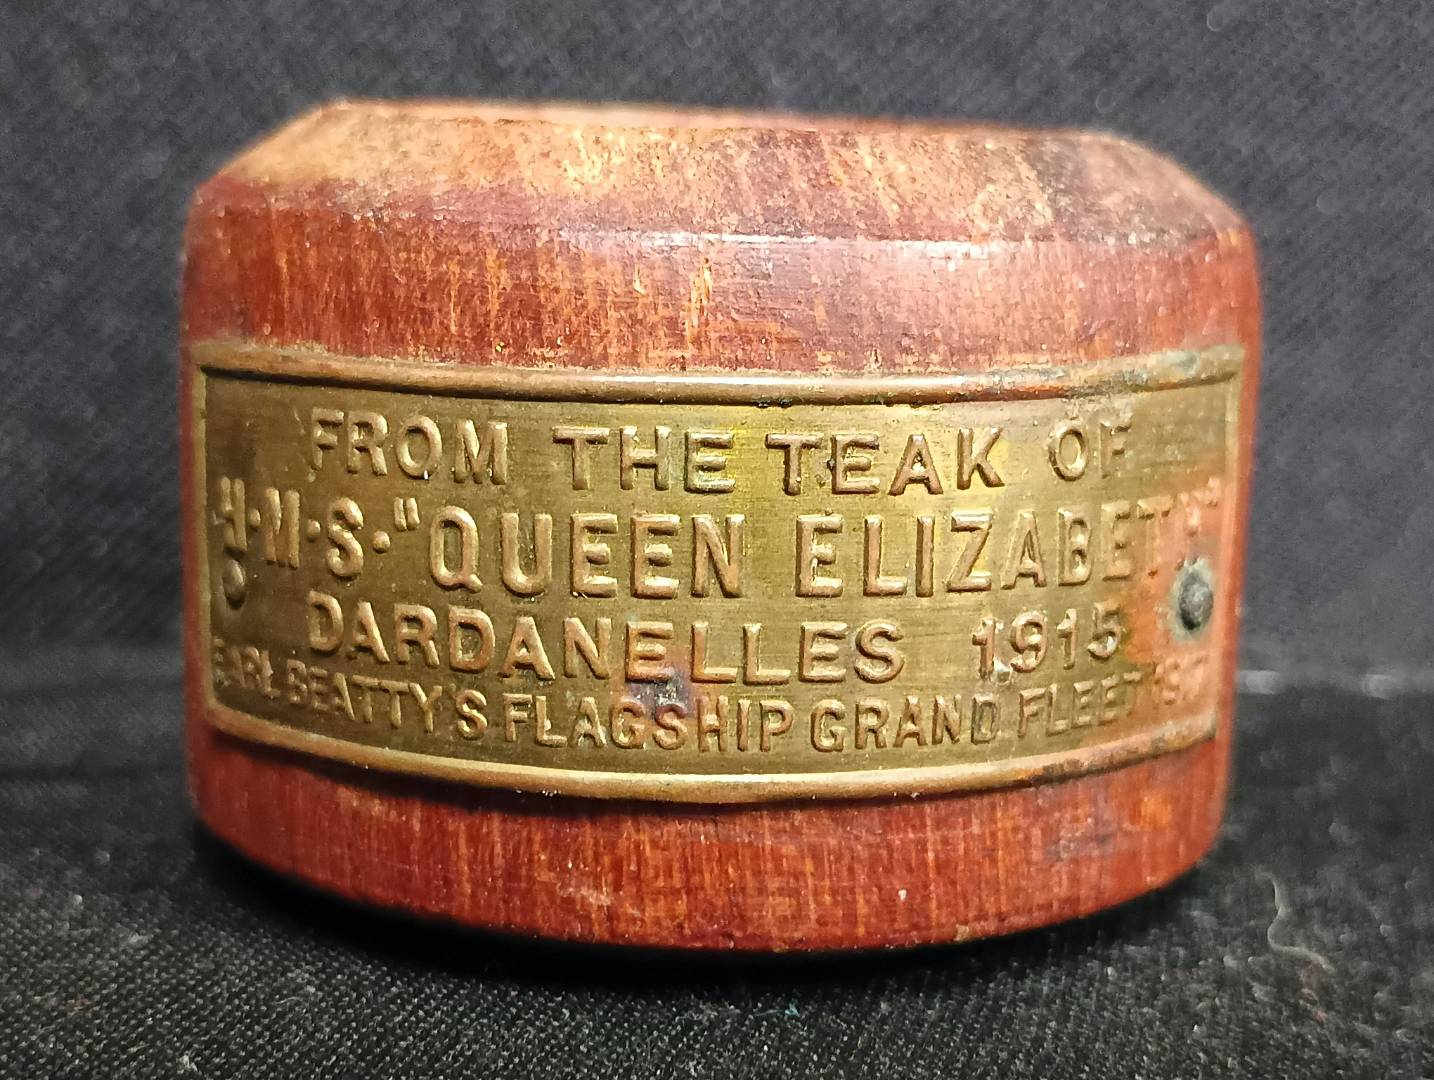 FROM THE TEAK OF
H·M·S· "QUEEN ELIZABETH"
DARDANELLES 1915
EARL BEATTY'S FLAGSHIP GRAND FLEET